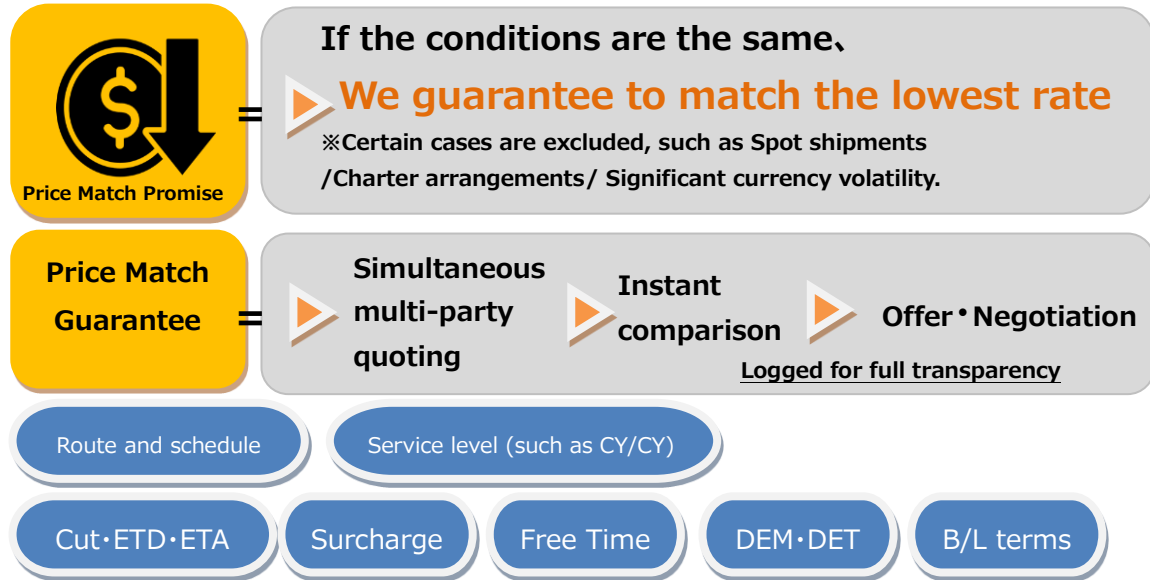 If the conditions are the same、
We guarantee to match the lowest rate
※Certain cases are excluded, such as Spot shipments
/Charter arrangements/ Significant currency volatility.
$
Price Match Promise
=
Price Match
Guarantee
=
Simultaneous
multi-party
quoting
Instant
comparison
Offer・Negotiation
Logged for full transparency
Route and schedule
Service level (such as CY/CY)
Cut・ETD・ETA
Surcharge
Free Time
DEM・DET
B/L terms